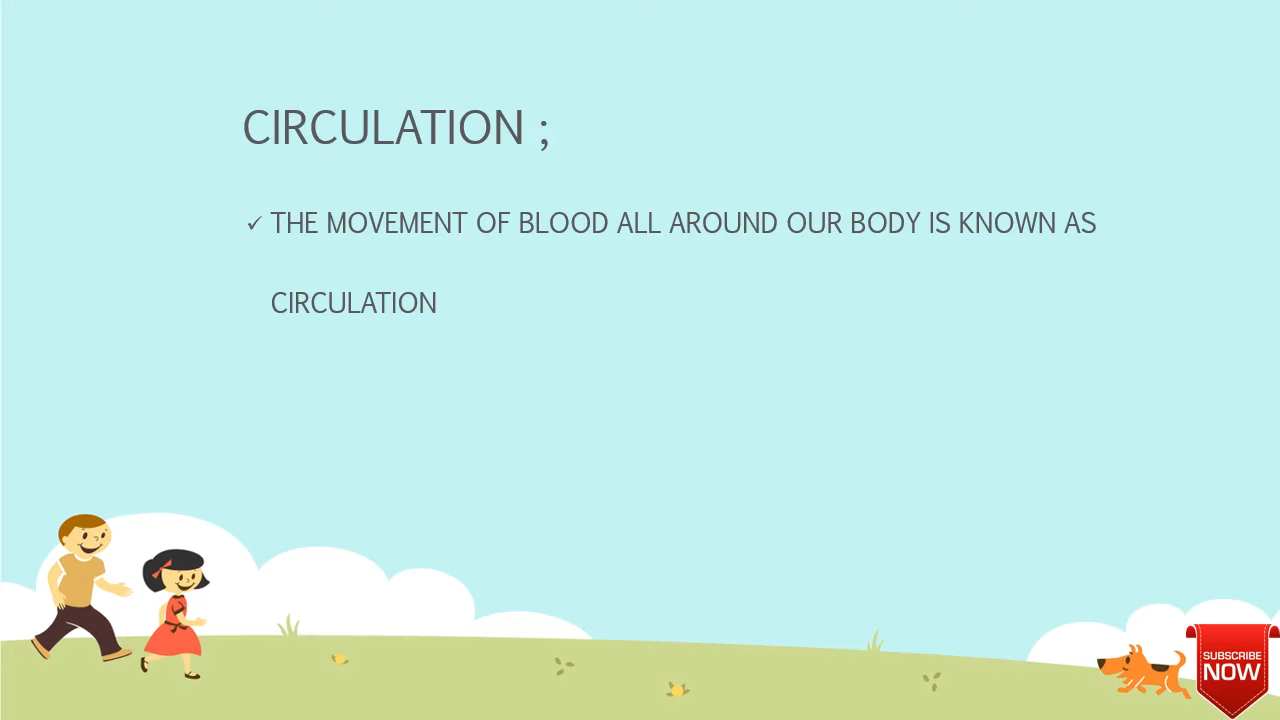 CIRCULATION ;
✓ THE MOVEMENT OF BLOOD ALL AROUND OUR BODY IS KNOWN AS
CIRCULATION
SUBSCRIBE
NOW